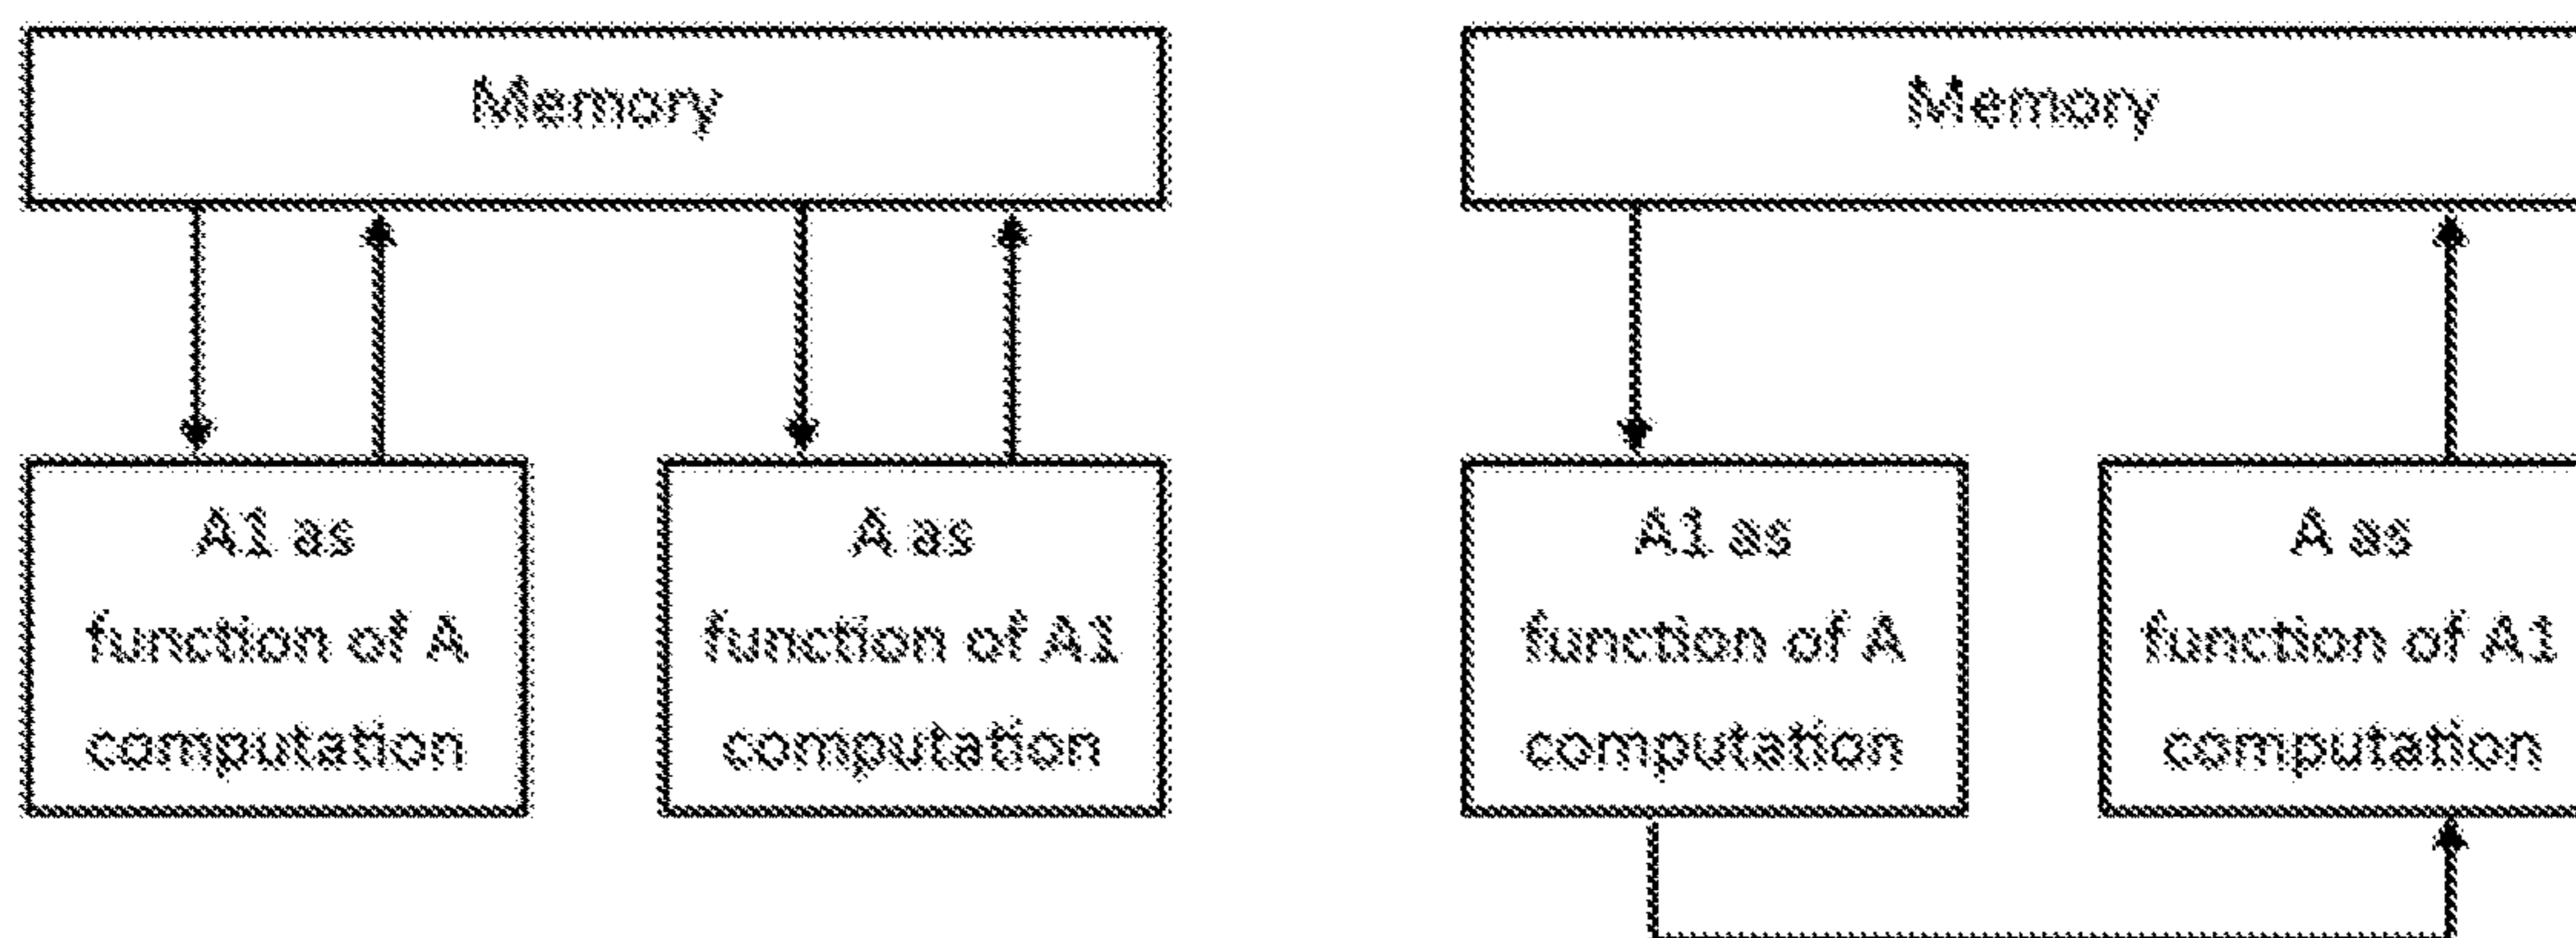 Memory
A1 as
function of A
computation
A as
function of A1
computation
Memory
A1 as
function of A
computation
A as
function of A1
computation